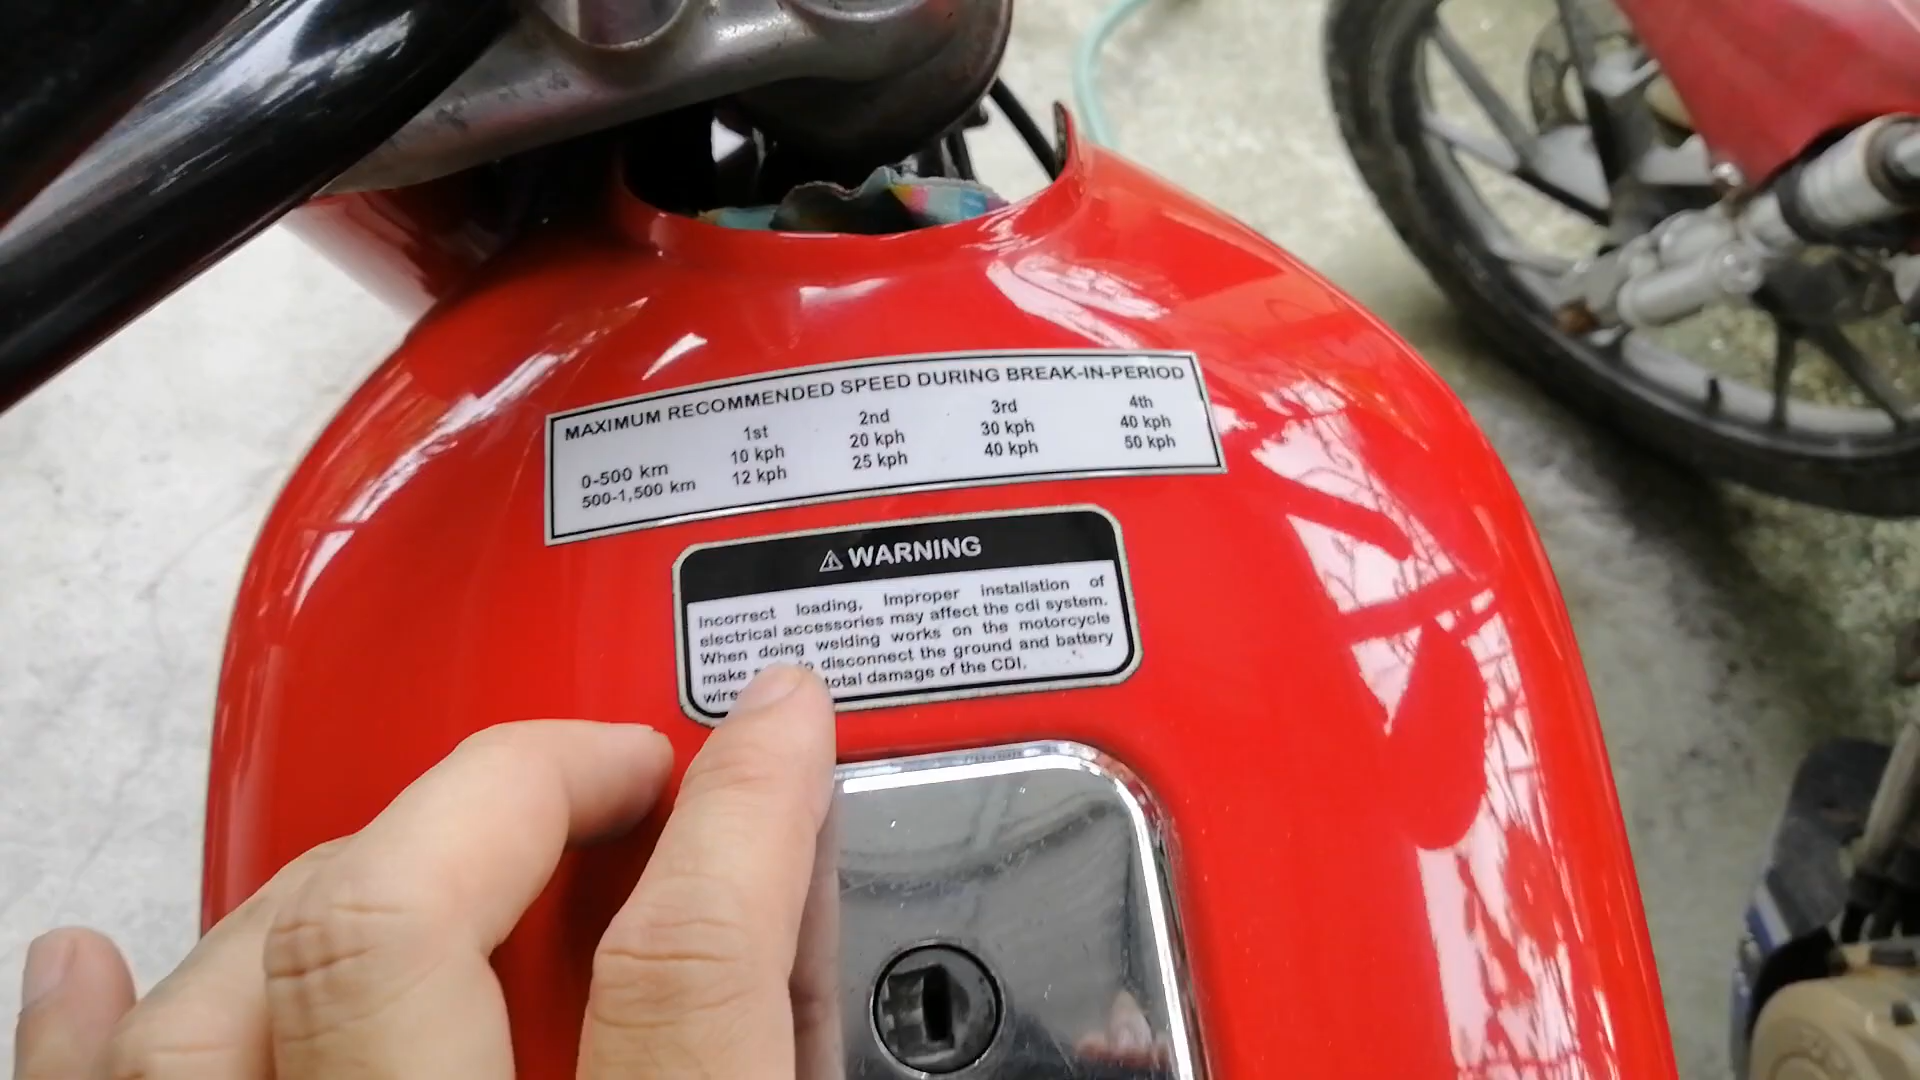 MAXIMUM RECOMMENDED SPEED DURING BREAK-IN-PERIOD
1st 2nd 3rd 4th
0-500 km 10 kph 20 kph 30 kph 40 kph
500-1,500 km 12 kph 25 kph 40 kph 50 kph
WARNING
Incorrect loading, Improper installation of
electrical accessories may affect the cdi system.
When doing welding works on the motorcycle
make disconnect the ground and battery
wire total damage of the CDI.